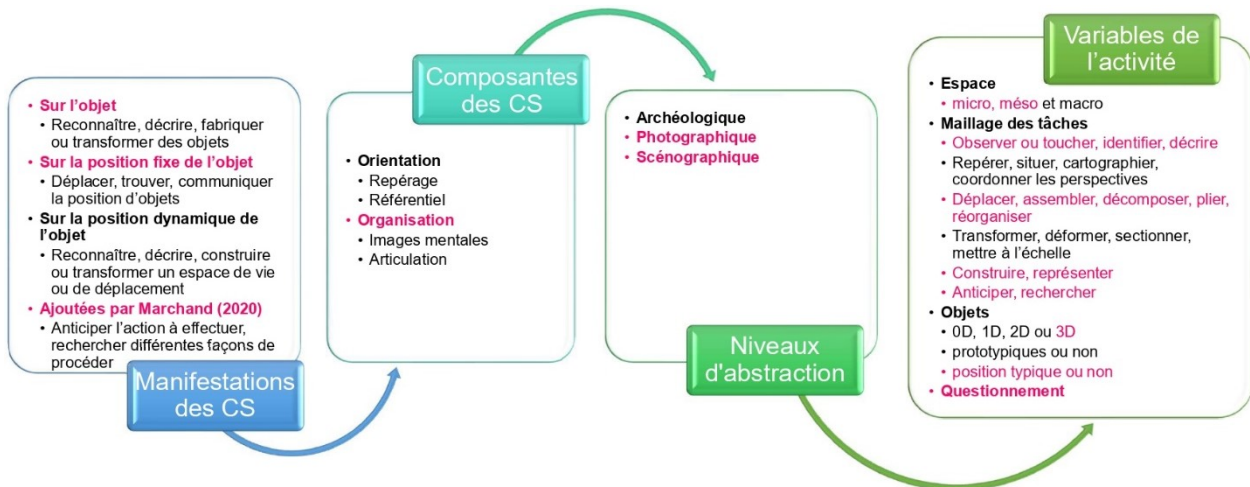 Sur l'objet
Reconnaître, décrire, fabriquer
ou transformer des objets
Sur la position fixe de l'objet
Déplacer, trouver, communiquer
la position d'objets
Sur la position dynamique de
l'objet
Reconnaître, décrire, construire
ou transformer un espace de vie
ou de déplacement
Ajoutées par Marchand (2020)
Anticiper l'action à effectuer,
rechercher différentes façons de
procéder
Manifestations
des CS
Composantes
des CS
Orientation
Repérage
Référentiel
Organisation
Images mentales
Articulation
Archéologique
Photographique
Scénographique
Niveaux
d'abstraction
Variables de
l'activité
Espace
micro, méso et macro
Maillage des tâches
Observer ou toucher, identifier, décrire
Repérer, situer, cartographier,
coordonner les perspectives
Déplacer, assembler, décomposer, plier,
réorganiser
Transformer, déformer, sectionner,
mettre à l'échelle
Construire, représenter
Anticiper, rechercher
Objets
0D, 1D, 2D ou 3D
prototypiques ou non
position typique ou non
Questionnement